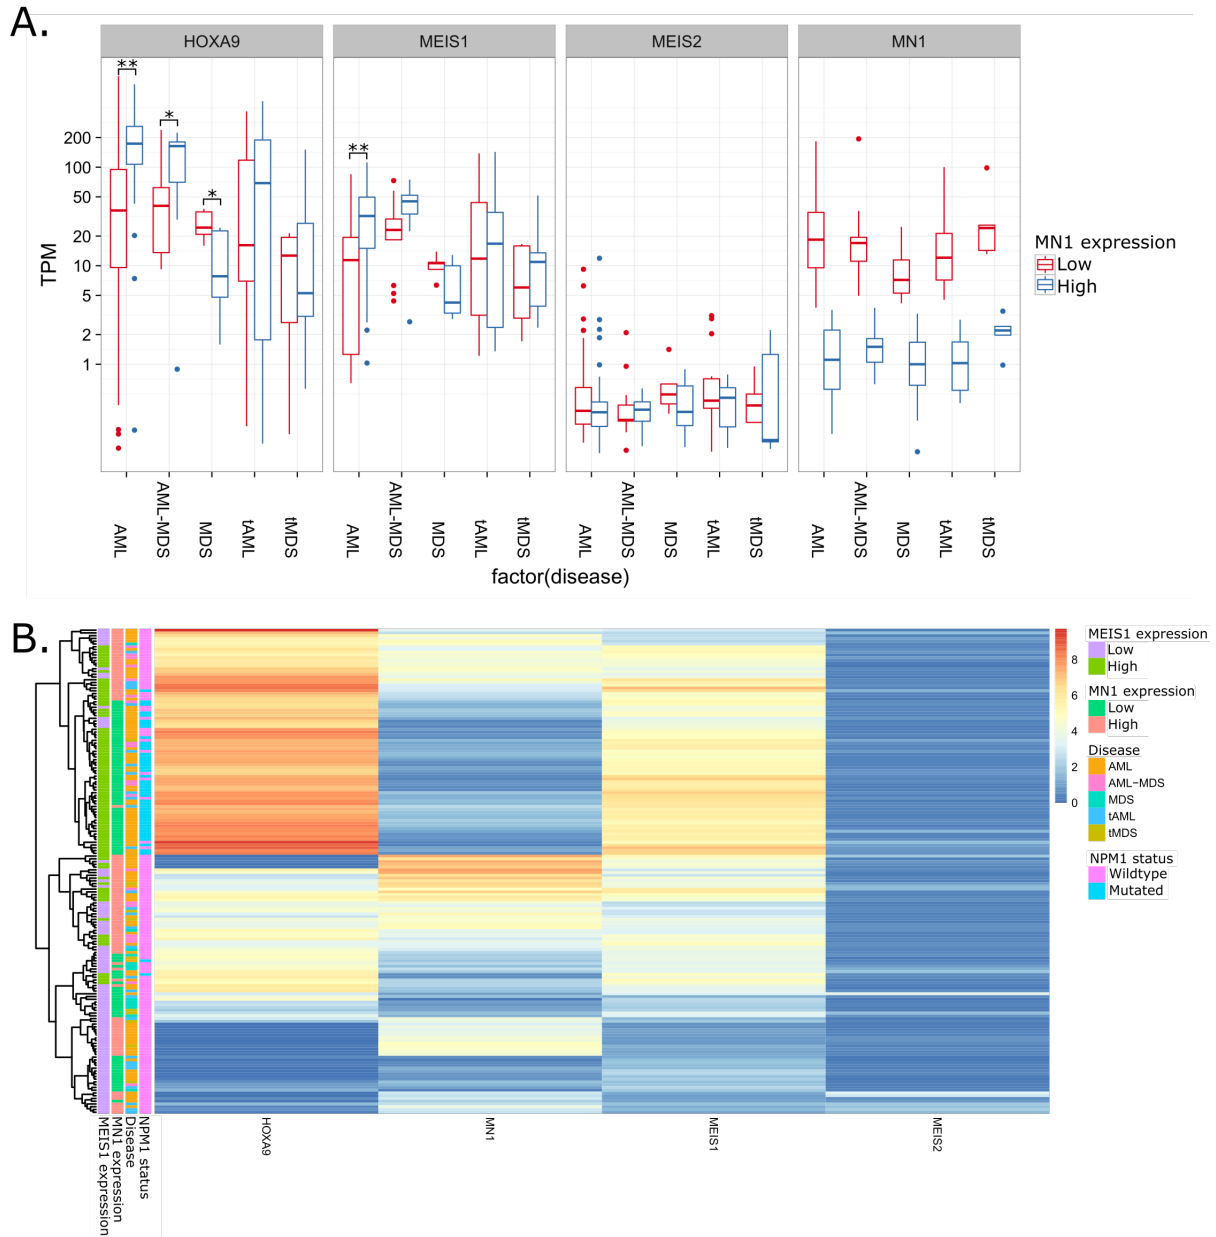 A.
HOXA9
MEIS1
MEIS2
MN1
**
*
*
**
200
100
50
20
10
5
2
1
TPM
AML
AML-MDS
MDS
tAML
tMDS
AML
AML-MDS
MDS
tAML
tMDS
AML
AML-MDS
MDS
tAML
tMDS
AML
AML-MDS
MDS
tAML
tMDS
factor(disease)
MN1 expression
Low
High
B.
8
6
4
2
0
MEIS1 expression
Low
High
MN1 expression
Low
High
Disease
AML
AML-MDS
MDS
tAML
tMDS
NPM1 status
Wildtype
Mutated
MEIS1 expression
MN1 expression
Disease
NPM1 status
HOXA9
MN1
MEIS1
MEIS2